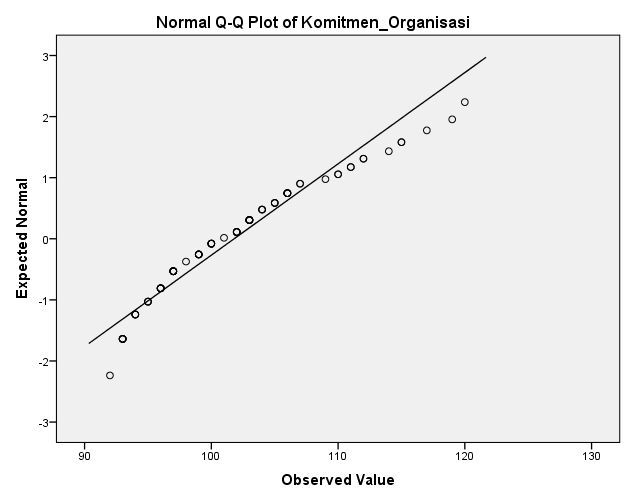 Normal Q-Q Plot of Komitmen_Organisasi
Expected Normal
3
2
1
0
-1
-2
-3
90 100 110 120 130
Observed Value